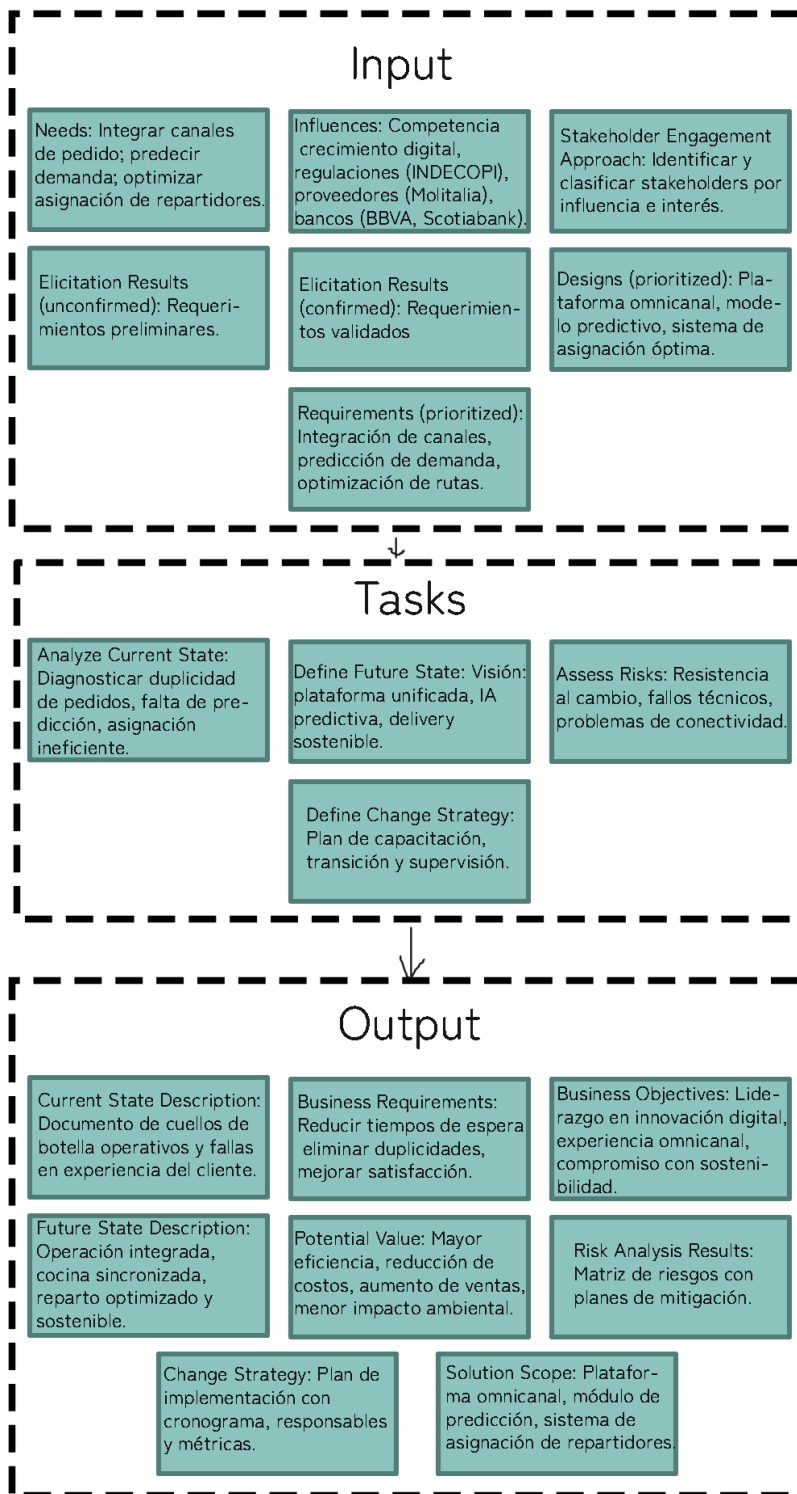 Input
Needs: Integrar canales
de pedido; predecir
demanda; optimizar
asignación de repartidores.
Influences: Competencia
crecimiento digital,
regulaciones (INDECOPI),
proveedores (Molitalia),
bancos (BBVA, Scotiabank).
Stakeholder Engagement
Approach: Identificar y
clasificar stakeholders por
influencia e interés.
Elicitation Results
(unconfirmed): Requeri-
mientos preliminares.
Elicitation Results
(confirmed): Requerimien-
tos validados
Designs (prioritized): Pla-
taforma omnicanal, mode-
lo predictivo, sistema de
asignación óptima.
Requirements (prioritized):
Integración de canales,
predicción de demanda,
optimización de rutas.
Tasks
Analyze Current State:
Diagnosticar duplicidad
de pedidos, falta de pre-
dicción, asignación
ineficiente.
Define Future State: Visión:
plataforma unificada, IA
predictiva, delivery
sostenible.
Assess Risks: Resistencia
al cambio, fallos técnicos,
problemas de conectividad.
Define Change Strategy:
Plan de capacitación,
transición y supervisión.
Output
Current State Description:
Documento de cuellos de
botella operativos y fallas
en experiencia del cliente.
Business Requirements:
Reducir tiempos de espera
eliminar duplicidades,
mejorar satisfacción.
Business Objectives: Lide-
razgo en innovación digital,
experiencia omnicanal,
compromiso con sosteni-
bilidad.
Future State Description:
Operación integrada,
cocina sincronizada,
reparto optimizado y
sostenible.
Potential Value: Mayor
eficiencia, reducción de
costos, aumento de ventas,
menor impacto ambiental.
Risk Analysis Results:
Matriz de riesgos con
planes de mitigación.
Change Strategy: Plan de
implementación con
cronograma, responsables
y métricas.
Solution Scope: Platafor-
ma omnicanal, módulo de
predicción, sistema de
asignación de repartidores.